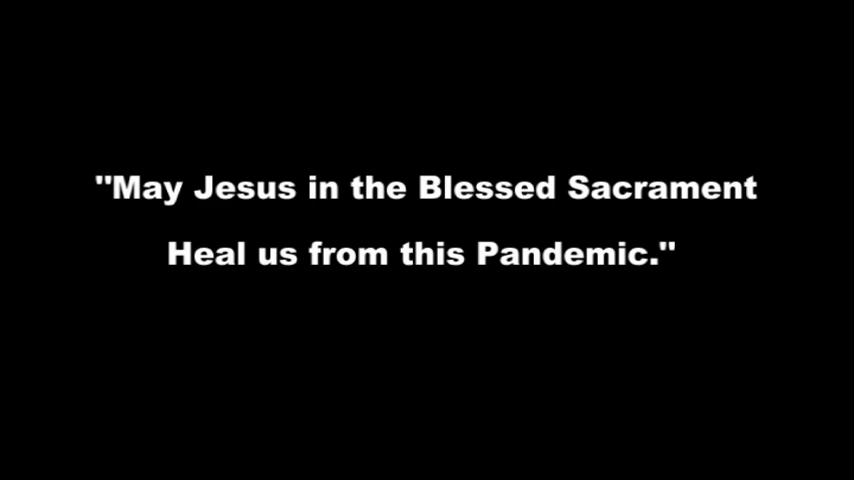 "May Jesus in the Blessed Sacrament
Heal us from this Pandemic."